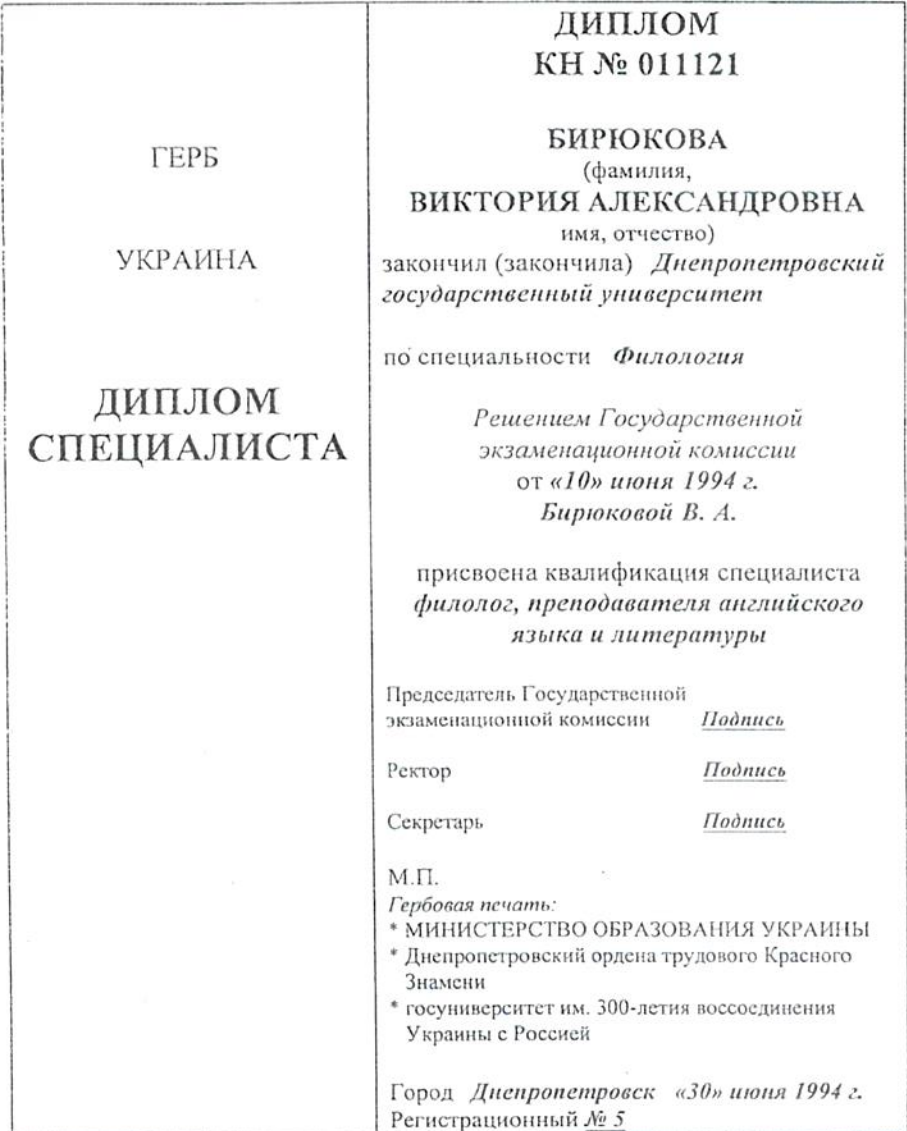 ГЕРБ
УКРАИНА
ДИПЛОМ
СПЕЦИАЛИСТА
ДИПЛОМ
КН № 011121
БИРЮКОВА
(фамилия,
ВИКТОРИЯ АЛЕКСАНДРОВНА
имя, отчество)
закончил (закончила) Днепропетровский
государственный университет
по специальности Филология
Решением Государственной
экзаменационной комиссии
от «10» июня 1994 г.
Бирюковой В. А.
присвоена квалификация специалиста
филолог, преподавателя английского
языка и литературы
Председатель Государственной
экзаменационной комиссии Подпись
Ректор Подпись
Секретарь Подпись
М.П.
Гербовая печать:
* МИНИСТЕРСТВО ОБРАЗОВАНИЯ УКРАИНЫ
* Днепропетровский ордена трудового Красного
Знамени
* госуниверситет им. 300-летия воссоединения
Украины с Россией
Город Днепропетровск «30» июня 1994 г.
Регистрационный № 5